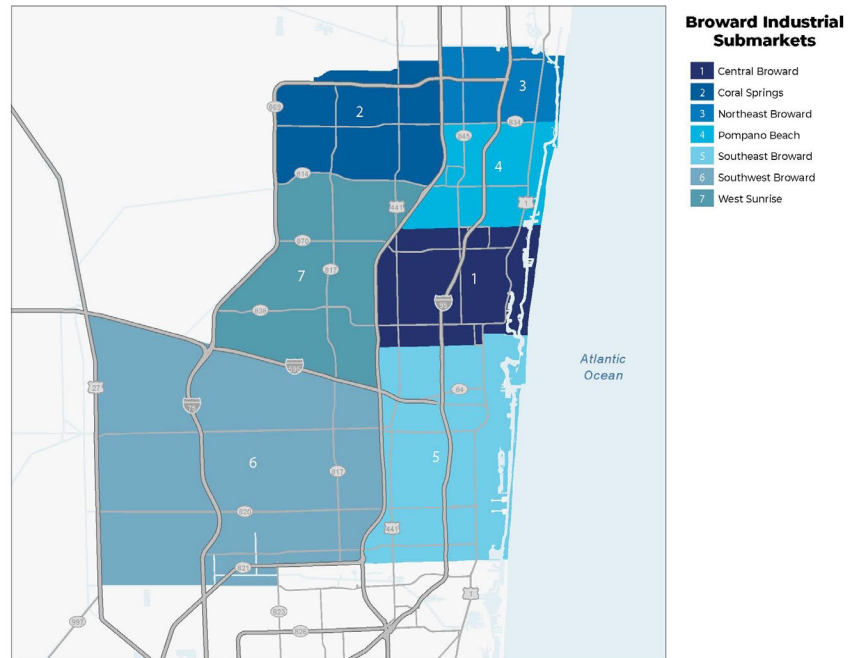 Broward Industrial
Submarkets
1 Central Broward
2 Coral Springs
3 Northeast Broward
4 Pompano Beach
5 Southeast Broward
6 Southwest Broward
7 West Sunrise
3
869
2
834
845
4
814
441
1
870
817
7
1
95
838
Atlantic
Ocean
595
27
84
75
5
6
817
820
441
821
1
823
997
826